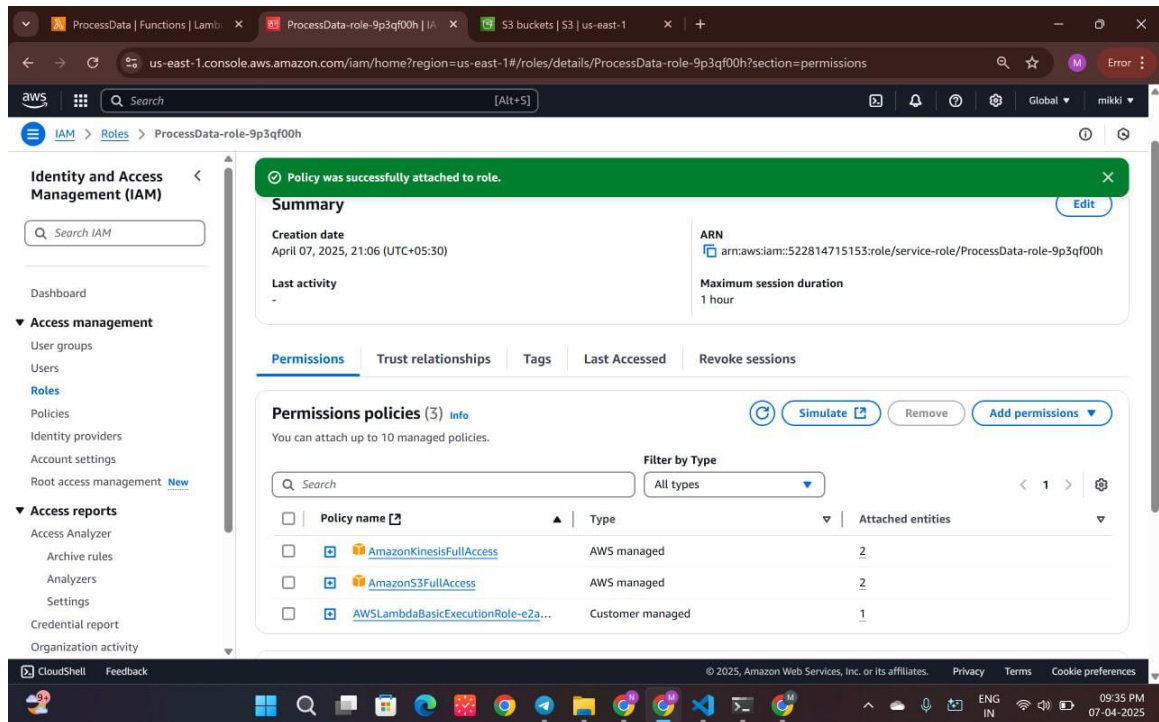 ProcessData | Functions | Lamb
ProcessData-role-9p3qf00h | IA
S3 buckets | S3 | us-east-1
us-east-1.console.aws.amazon.com/iam/home?region=us-east-1#/roles/details/ProcessData-role-9p3qf00h?section=permissions
M
Error
aws
Search
[Alt+S]
Global
mikki
IAM > Roles > ProcessData-role-9p3qf00h
Identity and Access
Management (IAM)
Search IAM
Dashboard
Access management
User groups
Users
Roles
Policies
Identity providers
Account settings
Root access management New
Access reports
Access Analyzer
Archive rules
Analyzers
Settings
Credential report
Organization activity
Policy was successfully attached to role.
Summary
Edit
Creation date
April 07, 2025, 21:06 (UTC+05:30)
ARN
arn:aws:iam::522814715153:role/service-role/ProcessData-role-9p3qf00h
Last activity
-
Maximum session duration
1 hour
Permissions Trust relationships Tags Last Accessed Revoke sessions
Permissions policies (3) Info
Simulate Remove Add permissions
You can attach up to 10 managed policies.
Filter by Type
Search
All types
1
Policy name Type Attached entities
AmazonKinesisFullAccess AWS managed 2
AmazonS3FullAccess AWS managed 2
AWSLambdaBasicExecutionRole-e2a... Customer managed 1
CloudShell Feedback
© 2025, Amazon Web Services, Inc. or its affiliates. Privacy Terms Cookie preferences
9+
ENG
IN
09:35 PM
07-04-2025